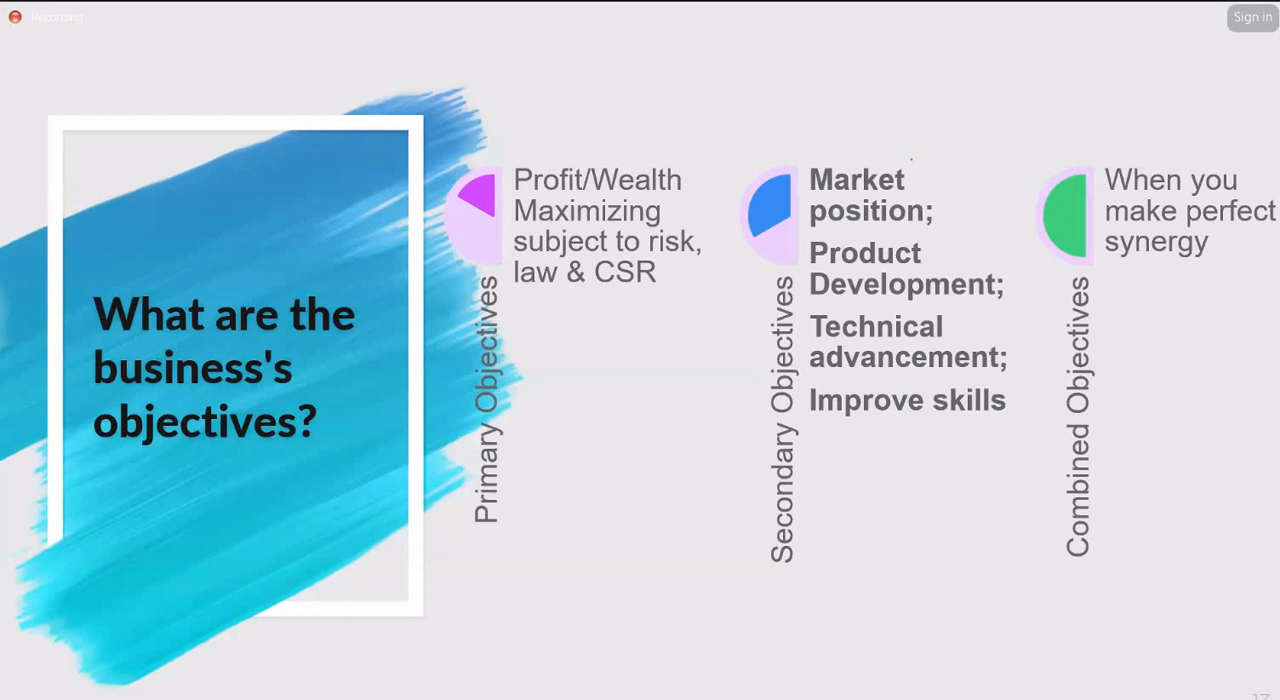 Recording
Sign in
What are the
business's
objectives?
Primary Objectives
Profit/Wealth
Maximizing
subject to risk,
law & CSR
Secondary Objectives
Market
position;
Product
Development;
Technical
advancement;
Improve skills
Combined Objectives
When you
make perfect
synergy